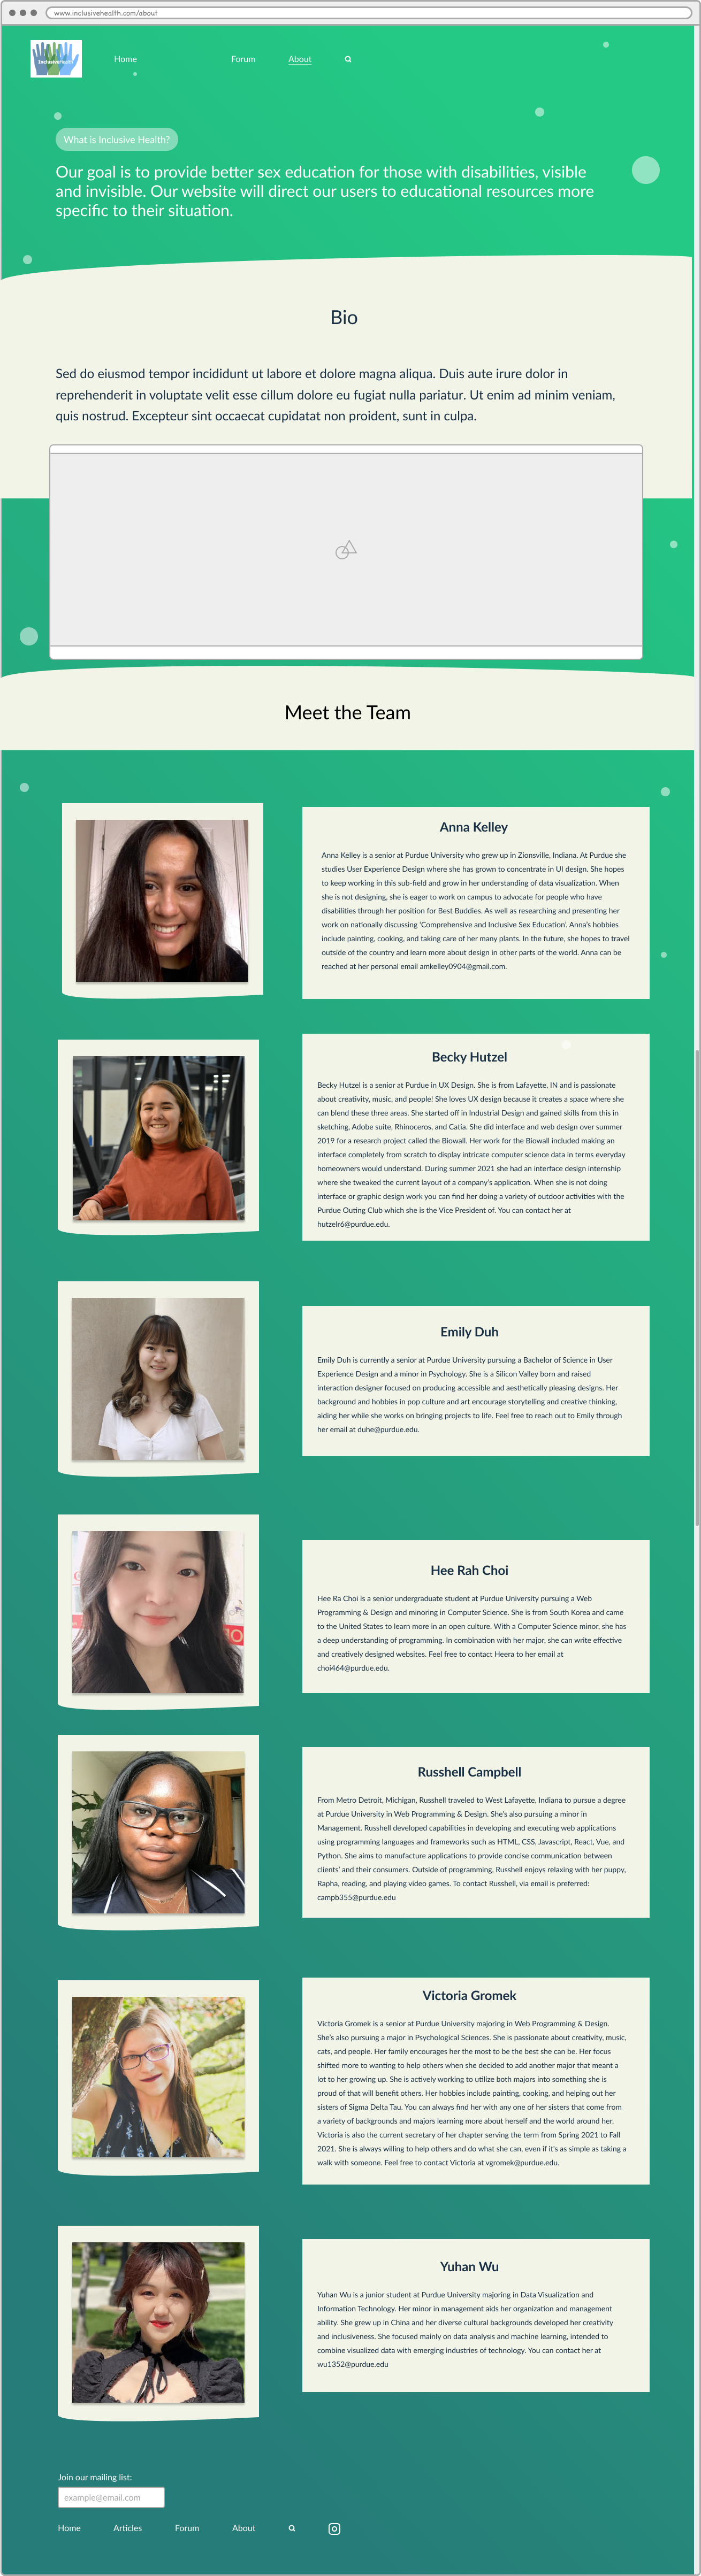 www.inclusivehealth.com/about
InclusiveHealth
Home
Forum
About
What is Inclusive Health?
Our goal is to provide better sex education for those with disabilities, visible
and invisible. Our website will direct our users to educational resources more
specific to their situation.
Bio
Sed do eiusmod tempor incididunt ut labore et dolore magna aliqua. Duis aute irure dolor in
reprehenderit in voluptate velit esse cillum dolore eu fugiat nulla pariatur. Ut enim ad minim veniam,
quis nostrud. Excepteur sint occaecat cupidatat non proident, sunt in culpa.
Meet the Team
Anna Kelley
Anna Kelley is a senior at Purdue University who grew up in Zionsville, Indiana. At Purdue she
studies User Experience Design where she has grown to concentrate in UI design. She hopes
to keep working in this sub-field and grow in her understanding of data visualization. When
she is not designing, she is eager to work on campus to advocate for people who have
disabilities through her position for Best Buddies. As well as researching and presenting her
work on nationally discussing 'Comprehensive and Inclusive Sex Education'. Anna's hobbies
include painting, cooking, and taking care of her many plants. In the future, she hopes to travel
outside of the country and learn more about design in other parts of the world. Anna can be
reached at her personal email amkelley0904@gmail.com.
Becky Hutzel
Becky Hutzel is a senior at Purdue in UX Design. She is from Lafayette, IN and is passionate
about creativity, music, and people! She loves UX design because it creates a space where she
can blend these three areas. She started off in Industrial Design and gained skills from this in
sketching, Adobe suite, Rhinoceros, and Catia. She did interface and web design over summer
2019 for a research project called the Biowall. Her work for the Biowall included making an
interface completely from scratch to display intricate computer science data in terms everyday
homeowners would understand. During summer 2021 she had an interface design internship
where she tweaked the current layout of a company's application. When she is not doing
interface or graphic design work you can find her doing a variety of outdoor activities with the
Purdue Outing Club which she is the Vice President of. You can contact her at
hutzelr6@purdue.edu.
Emily Duh
Emily Duh is currently a senior at Purdue University pursuing a Bachelor of Science in User
Experience Design and a minor in Psychology. She is a Silicon Valley born and raised
interaction designer focused on producing accessible and aesthetically pleasing designs. Her
background and hobbies in pop culture and art encourage storytelling and creative thinking,
aiding her while she works on bringing projects to life. Feel free to reach out to Emily through
her email at duhe@purdue.edu.
Hee Rah Choi
Hee Ra Choi is a senior undergraduate student at Purdue University pursuing a Web
Programming & Design and minoring in Computer Science. She is from South Korea and came
to the United States to learn more in an open culture. With a Computer Science minor, she has
a deep understanding of programming. In combination with her major, she can write effective
and creatively designed websites. Feel free to contact Heera to her email at
choi464@purdue.edu.
Russhell Campbell
From Metro Detroit, Michigan, Russhell traveled to West Lafayette, Indiana to pursue a degree
at Purdue University in Web Programming & Design. She's also pursuing a minor in
Management. Russhell developed capabilities in developing and executing web applications
using programming languages and frameworks such as HTML, CSS, Javascript, React, Vue, and
Python. She aims to manufacture applications to provide concise communication between
clients' and their consumers. Outside of programming, Russhell enjoys relaxing with her puppy,
Rapha, reading, and playing video games. To contact Russhell, via email is preferred:
campb355@purdue.edu
Victoria Gromek
Victoria Gromek is a senior at Purdue University majoring in Web Programming & Design.
She's also pursuing a major in Psychological Sciences. She is passionate about creativity, music,
cats, and people. Her family encourages her the most to be the best she can be. Her focus
shifted more to wanting to help others when she decided to add another major that meant a
lot to her growing up. She is actively working to utilize both majors into something she is
proud of that will benefit others. Her hobbies include painting, cooking, and helping out her
sisters of Sigma Delta Tau. You can always find her with any one of her sisters that come from
a variety of backgrounds and majors learning more about herself and the world around her.
Victoria is also the current secretary of her chapter serving the term from Spring 2021 to Fall
2021. She is always willing to help others and do what she can, even if it's as simple as taking a
walk with someone. Feel free to contact Victoria at vgromek@purdue.edu.
Yuhan Wu
Yuhan Wu is a junior student at Purdue University majoring in Data Visualization and
Information Technology. Her minor in management aids her organization and management
ability. She grew up in China and her diverse cultural backgrounds developed her creativity
and inclusiveness. She focused mainly on data analysis and machine learning, intended to
combine visualized data with emerging industries of technology. You can contact her at
wu1352@purdue.edu
Join our mailing list:
example@email.com
Home
Articles
Forum
About